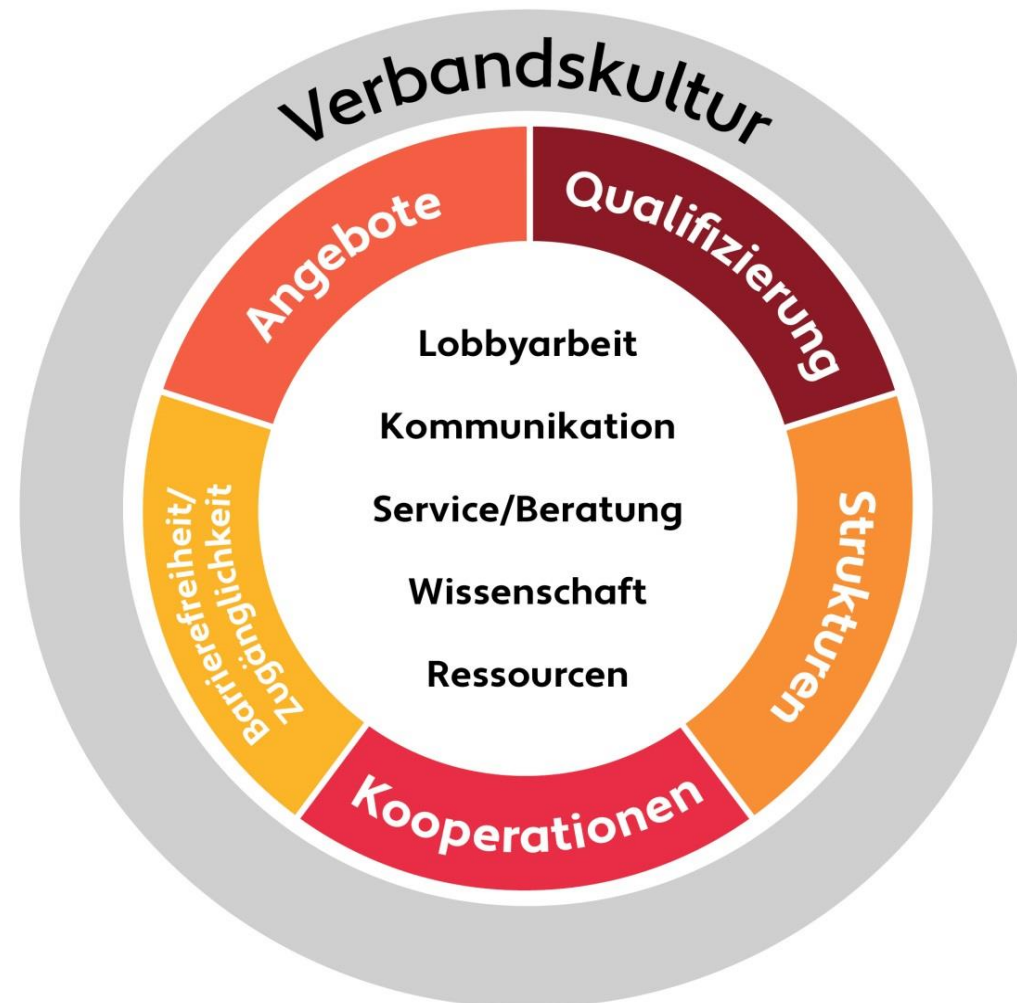 Verbandskultur
Angebote
Qualifizierung
Lobbyarbeit
Kommunikation
Service/Beratung
Wissenschaft
Ressourcen
Barrierefreiheit/
Zugänglichkeit
Strukturen
Kooperationen